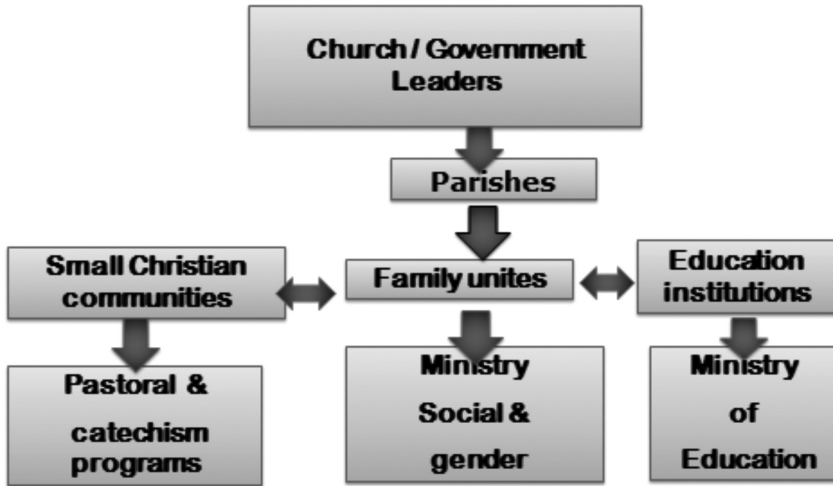 Church / Government
Leaders
Parishes
Small Christian
communities
Family unites
Education
institutions
Pastoral &
catechism
programs
Ministry
Social &
gender
Ministry
of
Education